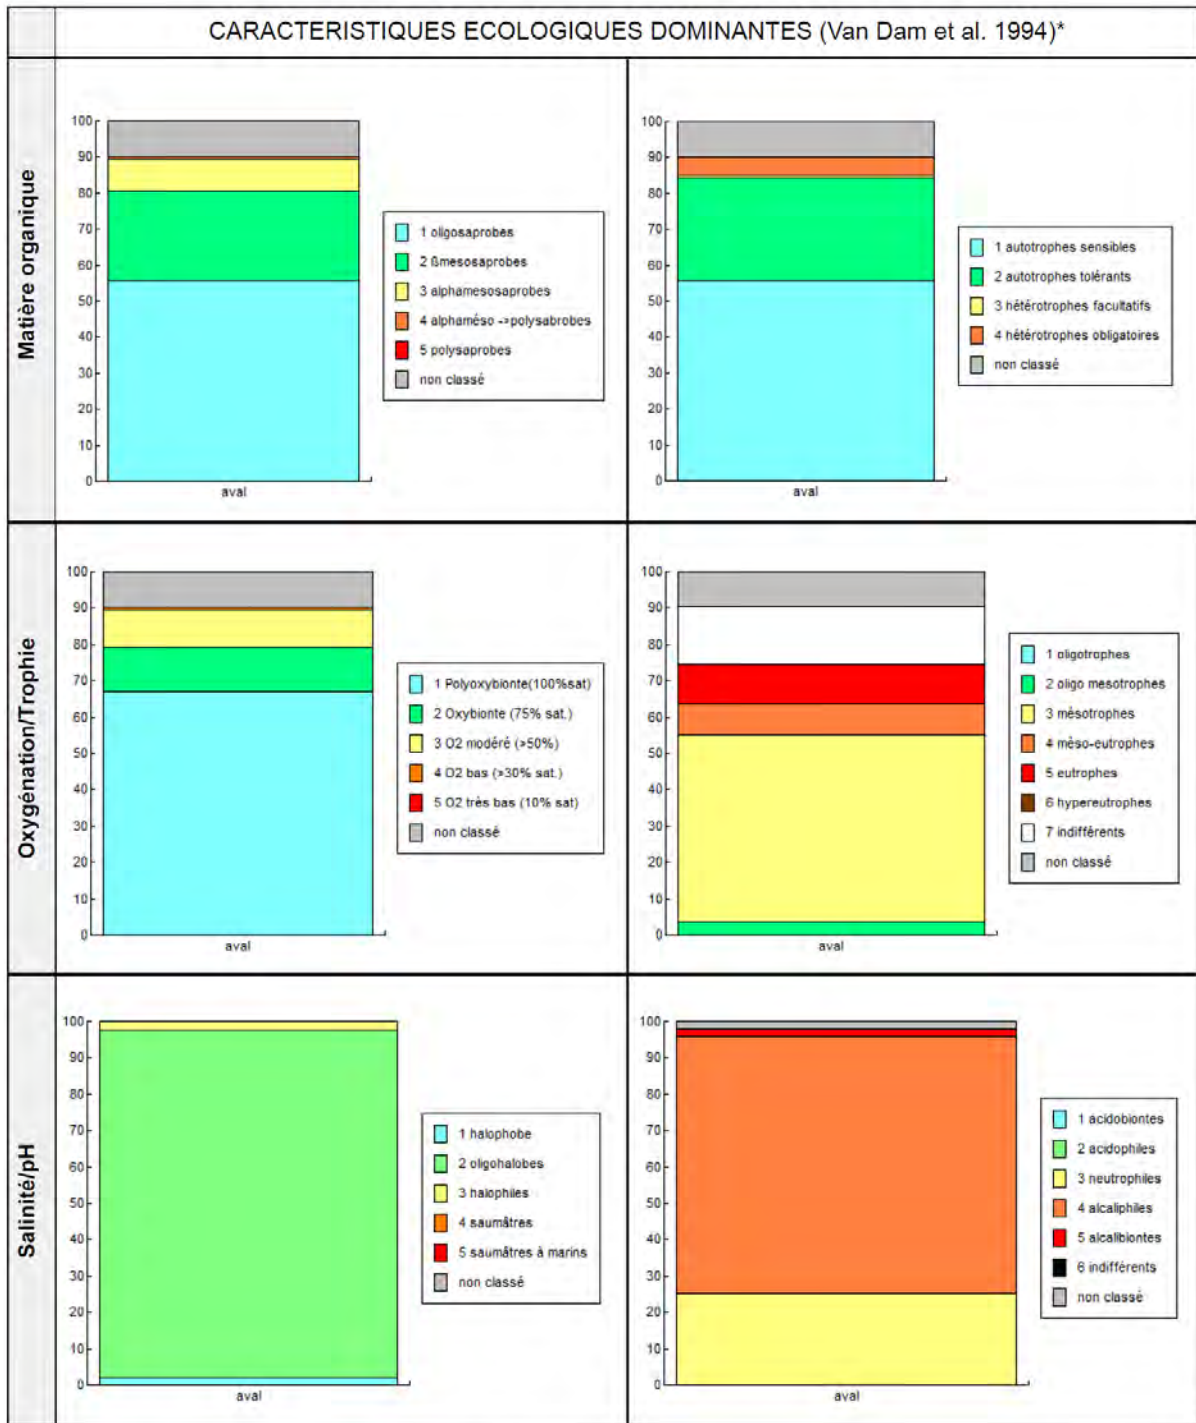 CARACTERISTIQUES ECOLOGIQUES DOMINANTES (Van Dam et al. 1994)*
Matière organique
100
90
80
70
60
50
40
30
20
10
0
aval
1 oligosaprobes
2 ßmesosaprobes
3 alphamesosaprobes
4 alphaméso ->polysabrobes
5 polysaprobes
non classé
100
90
80
70
60
50
40
30
20
10
0
aval
1 autotrophes sensibles
2 autotrophes tolérants
3 hétérotrophes facultatifs
4 hétérotrophes obligatoires
non classé
Oxygénation/Trophie
100
90
80
70
60
50
40
30
20
10
0
aval
1 Polyoxybionte(100%sat)
2 Oxybionte (75% sat.)
3 O2 modéré (>50%)
4 O2 bas (>30% sat.)
5 O2 très bas (10% sat)
non classé
100
90
80
70
60
50
40
30
20
10
0
aval
1 oligotrophes
2 oligo mesotrophes
3 mésotrophes
4 méso-eutrophes
5 eutrophes
6 hypereutrophes
7 indifférents
non classé
Salinité/pH
100
90
80
70
60
50
40
30
20
10
0
aval
1 halophobe
2 oligohalobes
3 halophiles
4 saumâtres
5 saumâtres à marins
non classé
100
90
80
70
60
50
40
30
20
10
0
aval
1 acidobiontes
2 acidophiles
3 neutrophiles
4 alcaliphiles
5 alcalibiontes
6 indifférents
non classé